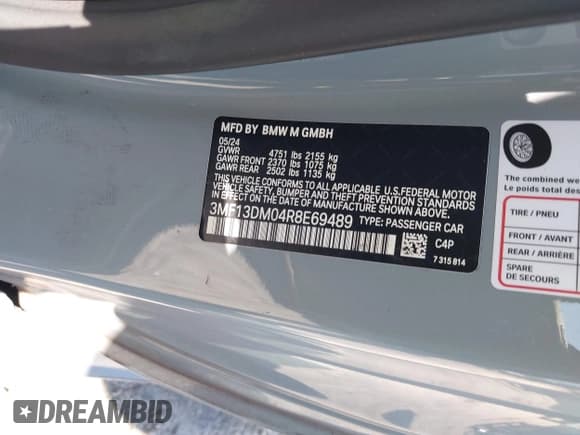 MFD BY BMW M GMBH
05/24
GVWR 4751 lbs 2155 kg
GAWR FRONT 2370 lbs 1075 kg
GAWR REAR 2502 lbs 1135 kg
THIS VEHICLE CONFORMS TO ALL APPLICABLE U.S.FEDERAL MOTOR
VEHICLE SAFETY, BUMPER, AND THEFT PREVENTION STANDARDS
IN EFFECT ON THE DATE OF MANUFACTURE SHOWN ABOVE.
3MF13DM04R8E69489 TYPE: PASSENGER CAR
C4P
7 315 814
The combined we
Le poids total des
TIRE / PNEU
FRONT / AVANT
REAR / ARRIÈRE
SPARE
DE SECOURS
DREAMBID